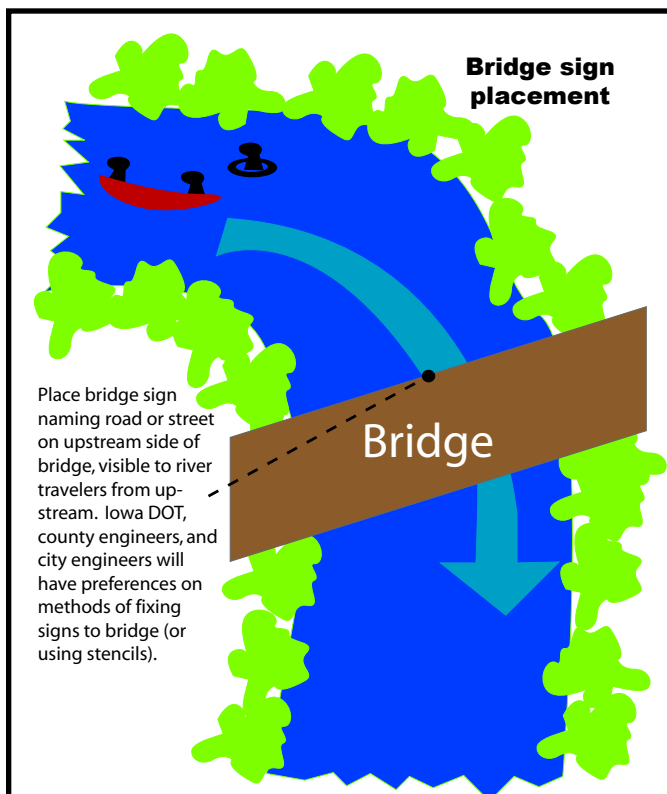 Bridge sign
placement
Place bridge sign
naming road or street
on upstream side of
bridge, visible to river
travelers from up-
stream. Iowa DOT,
county engineers, and
city engineers will
have preferences on
methods of fixing
signs to bridge (or
using stencils).
Bridge